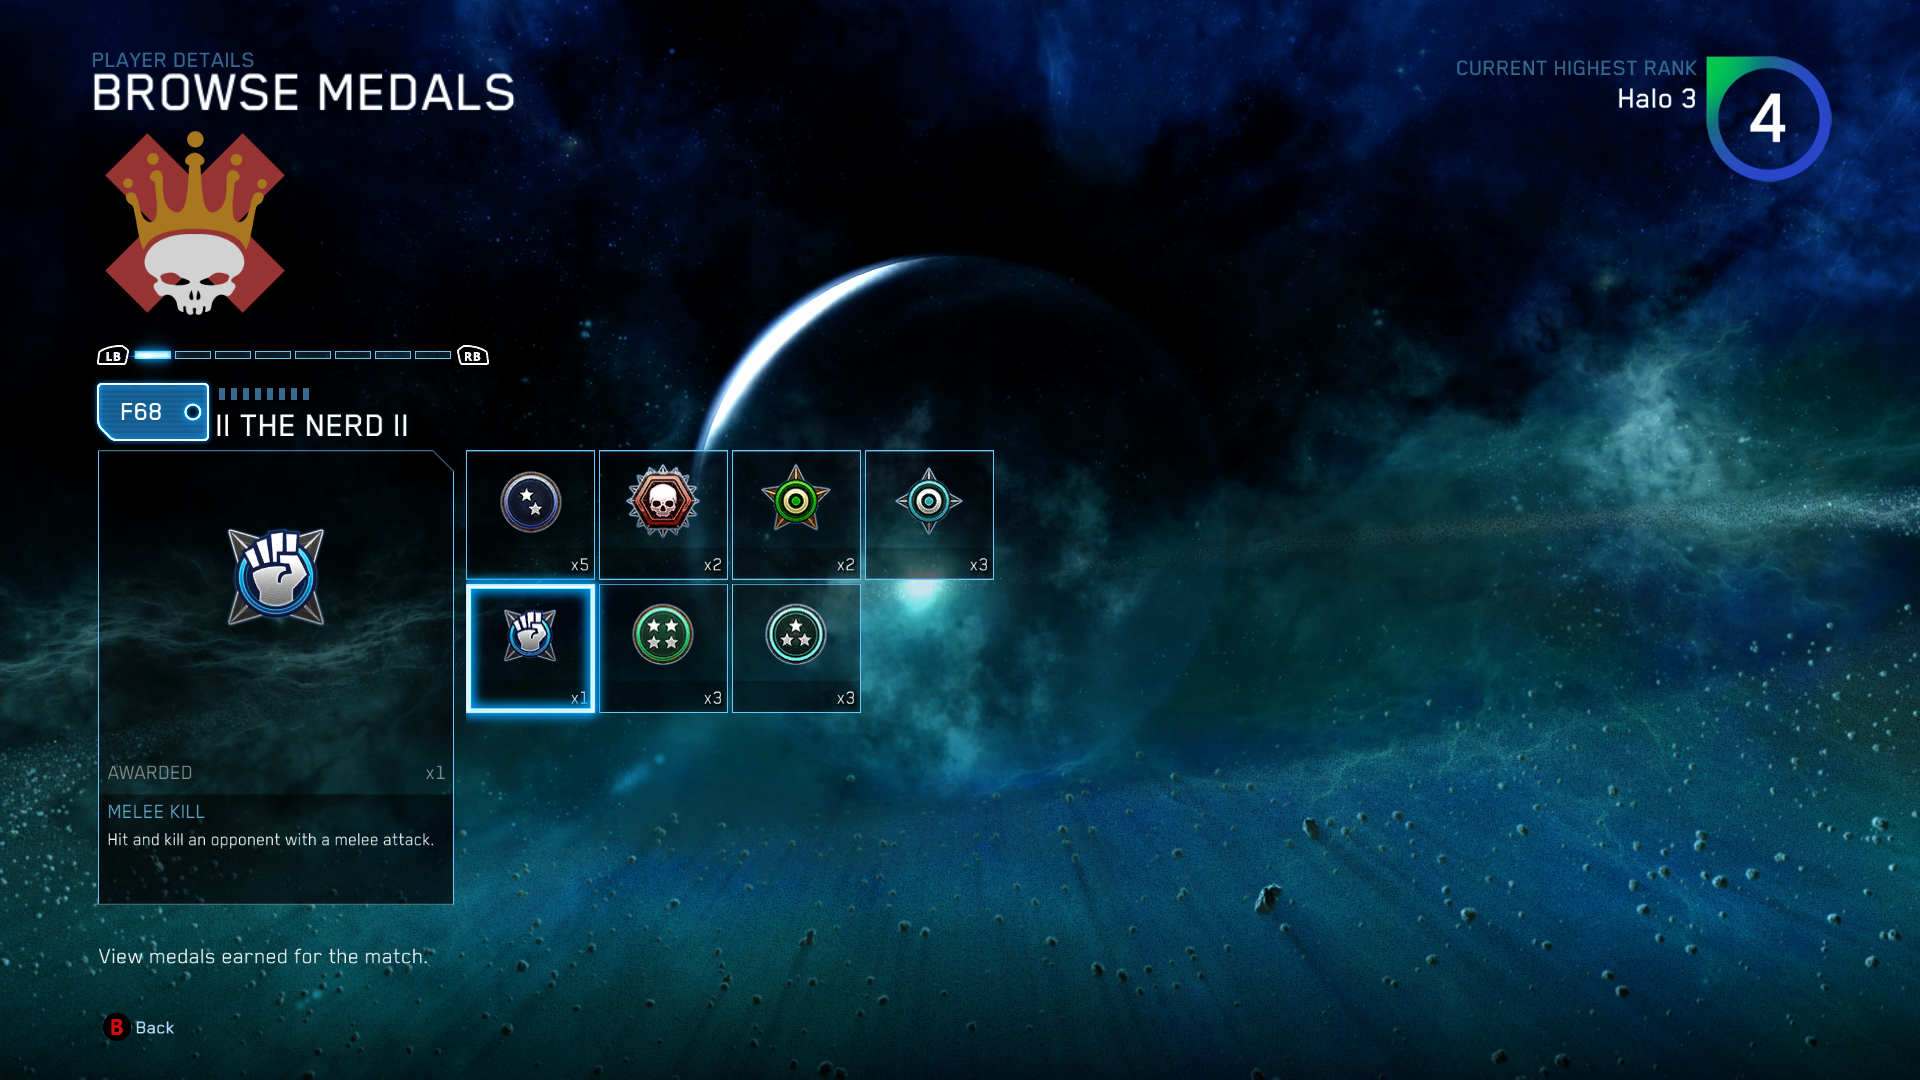 PLAYER DETAILS
BROWSE MEDALS
CURRENT HIGHEST RANK
Halo 3
4
LB
RB
F68
II THE NERD II
x5
x2
x2
x3
x1
x3
x3
AWARDED
x1
MELEE KILL
Hit and kill an opponent with a melee attack.
View medals earned for the match.
B Back